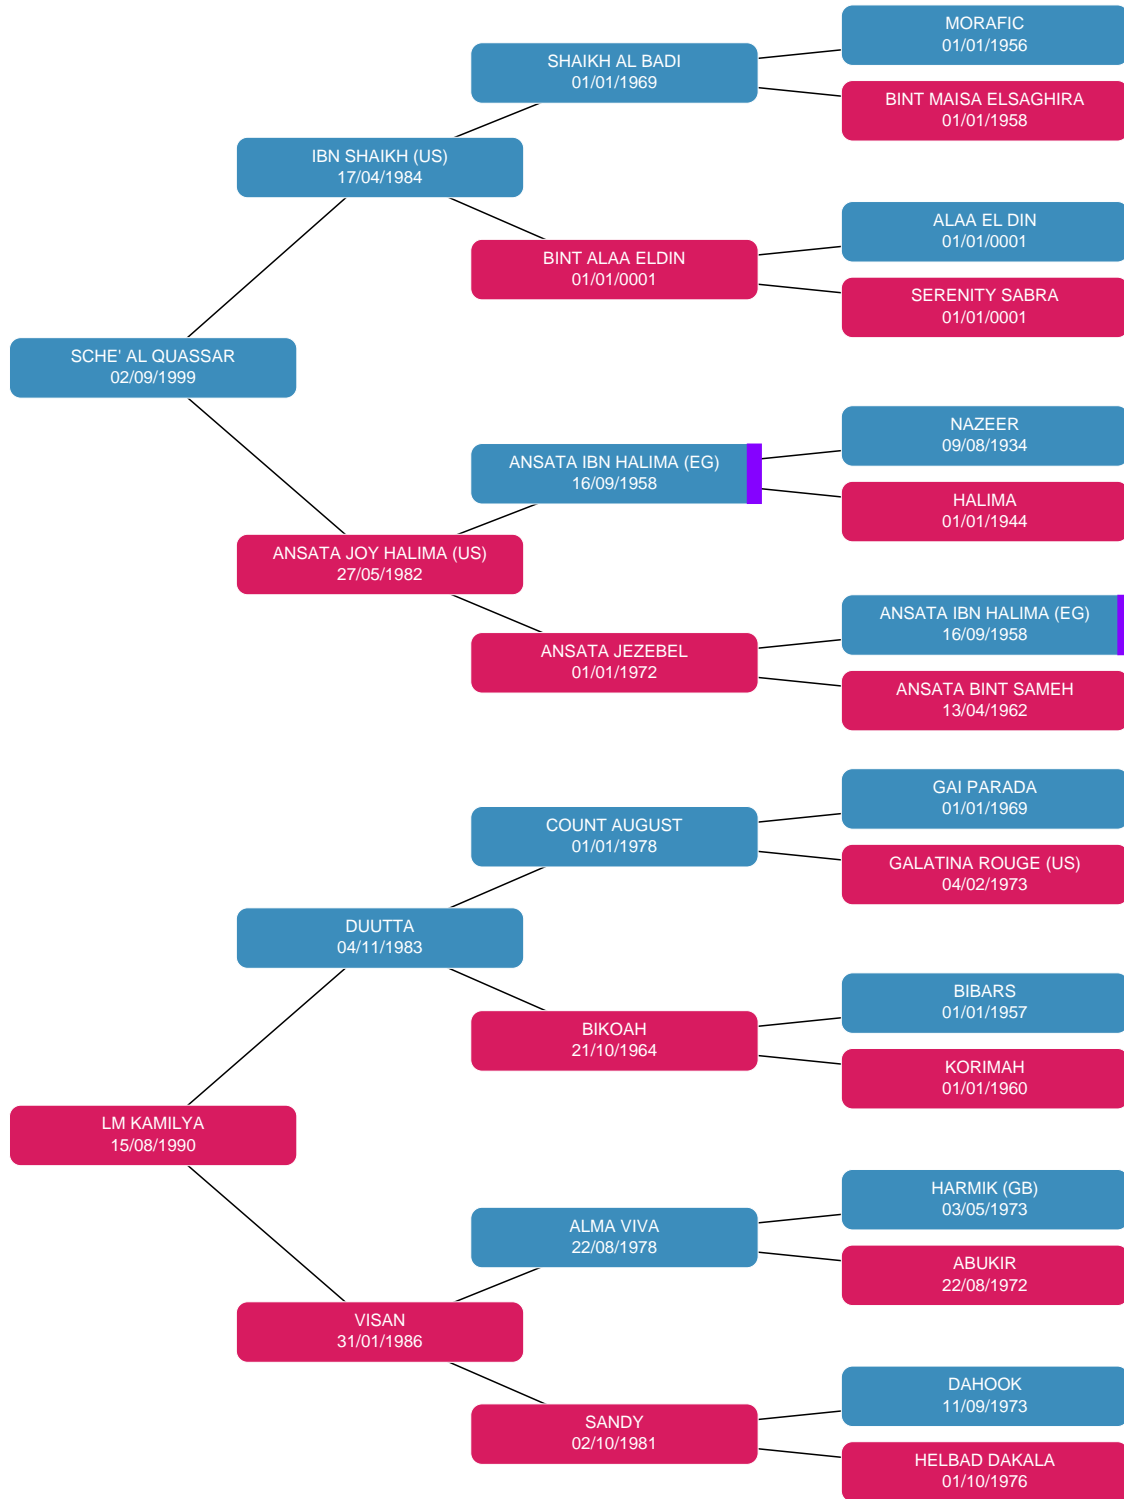 MORAFIC
01/01/1956
SHAIKH AL BADI
01/01/1969
BINT MAISA ELSAGHIRA
01/01/1958
IBN SHAIKH (US)
17/04/1984
ALAA EL DIN
01/01/0001
BINT ALAA ELDIN
01/01/0001
SERENITY SABRA
01/01/0001
SCHE' AL QUASSAR
02/09/1999
NAZEER
09/08/1934
ANSATA IBN HALIMA (EG)
16/09/1958
HALIMA
01/01/1944
ANSATA JOY HALIMA (US)
27/05/1982
ANSATA IBN HALIMA (EG)
16/09/1958
ANSATA JEZEBEL
01/01/1972
ANSATA BINT SAMEH
13/04/1962
GAI PARADA
01/01/1969
COUNT AUGUST
01/01/1978
GALATINA ROUGE (US)
04/02/1973
DUUTTA
04/11/1983
BIBARS
01/01/1957
BIKOAH
21/10/1964
KORIMAH
01/01/1960
LM KAMILYA
15/08/1990
HARMIK (GB)
03/05/1973
ALMA VIVA
22/08/1978
ABUKIR
22/08/1972
VISAN
31/01/1986
DAHOOK
11/09/1973
SANDY
02/10/1981
HELBAD DAKALA
01/10/1976